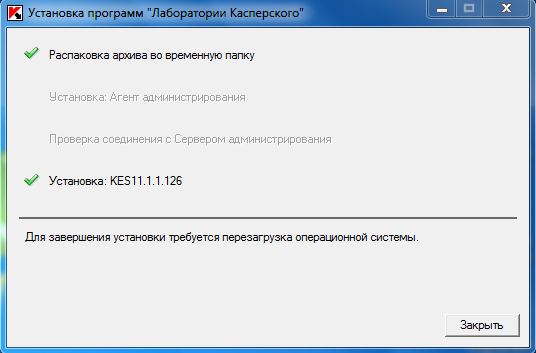 Установка программ "Лаборатории Касперского"
Распаковка архива во временную папку
Установка: Агент администрирования
Проверка соединения с Сервером администрирования
Установка: KES11.1.1.126
Для завершения установки требуется перезагрузка операционной системы.
Закрыть